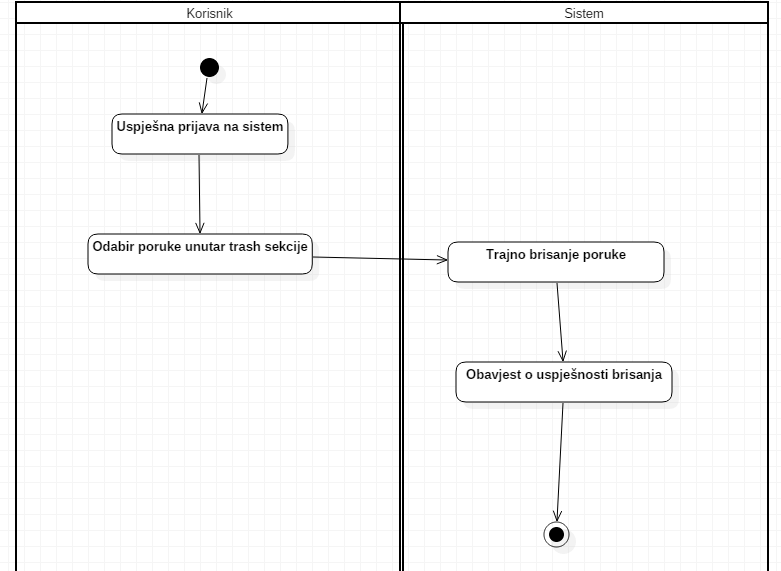 Korisnik
Sistem
Uspješna prijava na sistem
Odabir poruke unutar trash sekcije
Trajno brisanje poruke
Obavjest o uspješnosti brisanja